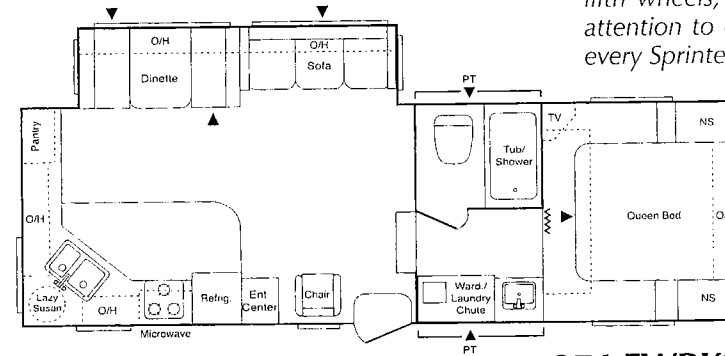 fifth wheels,
attention to
every Sprinte
O/H
Dinette
O/H
Sofa
PT
TV
NS
Pantry
Tub/
Shower
O/H
Queen Bed
O
Lazy
Susan
O/H
Microwave
Refrig.
Ent
Center
Chair
Ward./
Laundry
Chute
NS
PT